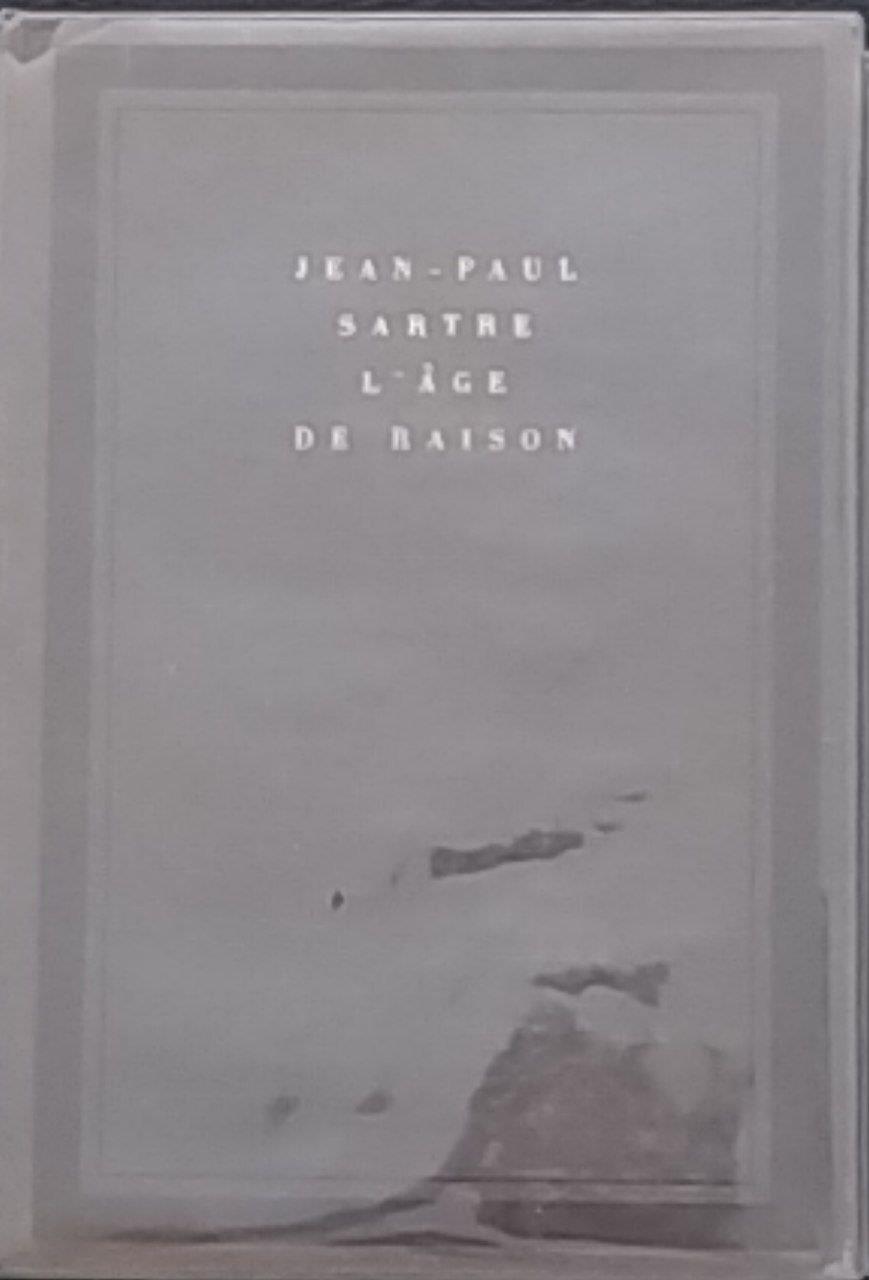 JEAN-PAUL
SARTRE
L'ÂGE
DE RAISON